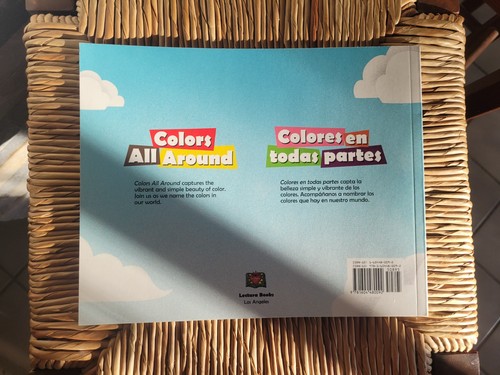 Colors
All Around
Colors All Around captures the
vibrant and simple beauty of color.
Join us as we name the colors in
our world.
Colores en
todas partes
Colores en todas partes capta la
belleza simple y vibrante de los
colores. Acompáñanos a nombrar los
colores que hay en nuestro mundo.
Lectura Books
Los Angeles